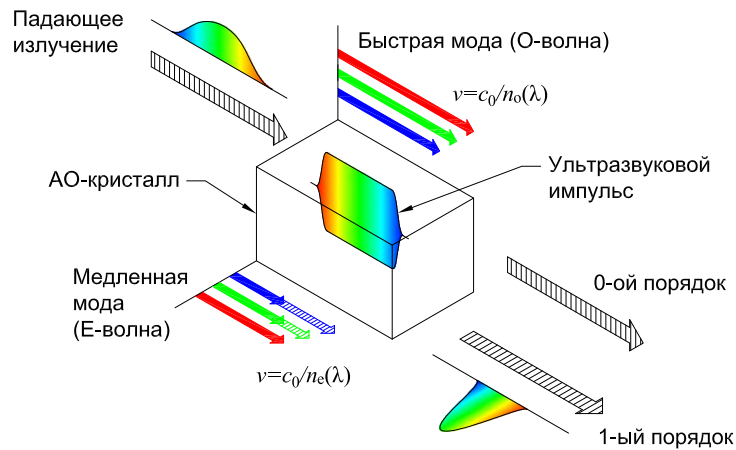 Падающее
излучение
Быстрая мода (О-волна)
v=c₀/nₒ(λ)
АО-кристалл
Ультразвуковой
импульс
Медленная
мода
(Е-волна)
v=c₀/nₑ(λ)
0-ой порядок
1-ый порядок